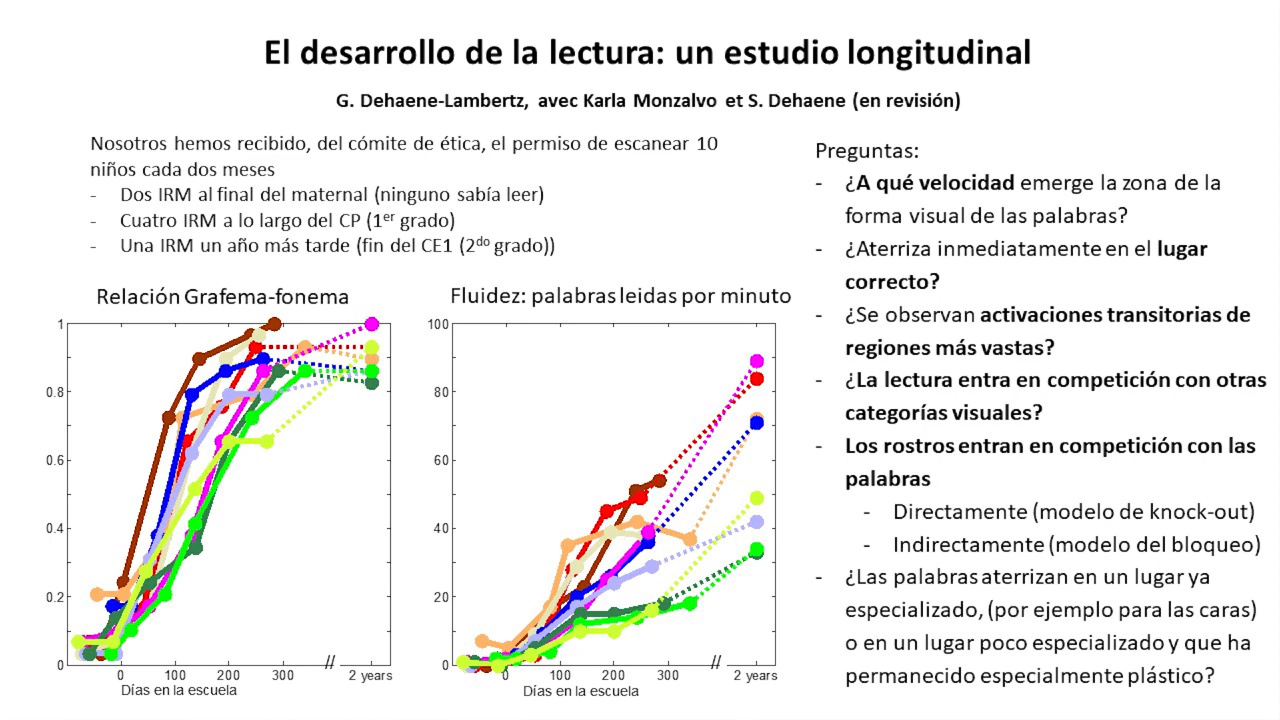 El desarrollo de la lectura: un estudio longitudinal
G. Dehaene-Lambertz, avec Karla Monzalvo et S. Dehaene (en revisión)
Nosotros hemos recibido, del cómite de ética, el permiso de escanear 10
niños cada dos meses
- Dos IRM al final del maternal (ninguno sabía leer)
- Cuatro IRM a lo largo del CP (1er grado)
- Una IRM un año más tarde (fin del CE1 (2do grado))
Relación Grafema-fonema
1
0.8
0.6
0.4
0.2
0
0 100 200 300 // 2 years
Días en la escuela
Fluidez: palabras leidas por minuto
100
80
60
40
20
0
0 100 200 300 // 2 years
Días en la escuela
Preguntas:
- ¿A qué velocidad emerge la zona de la
forma visual de las palabras?
- ¿Aterriza inmediatamente en el lugar
correcto?
- ¿Se observan activaciones transitorias de
regiones más vastas?
- ¿La lectura entra en competición con otras
categorías visuales?
- Los rostros entran en competición con las
palabras
- Directamente (modelo de knock-out)
- Indirectamente (modelo del bloqueo)
- ¿Las palabras aterrizan en un lugar ya
especializado, (por ejemplo para las caras)
o en un lugar poco especializado y que ha
permanecido especialmente plástico?